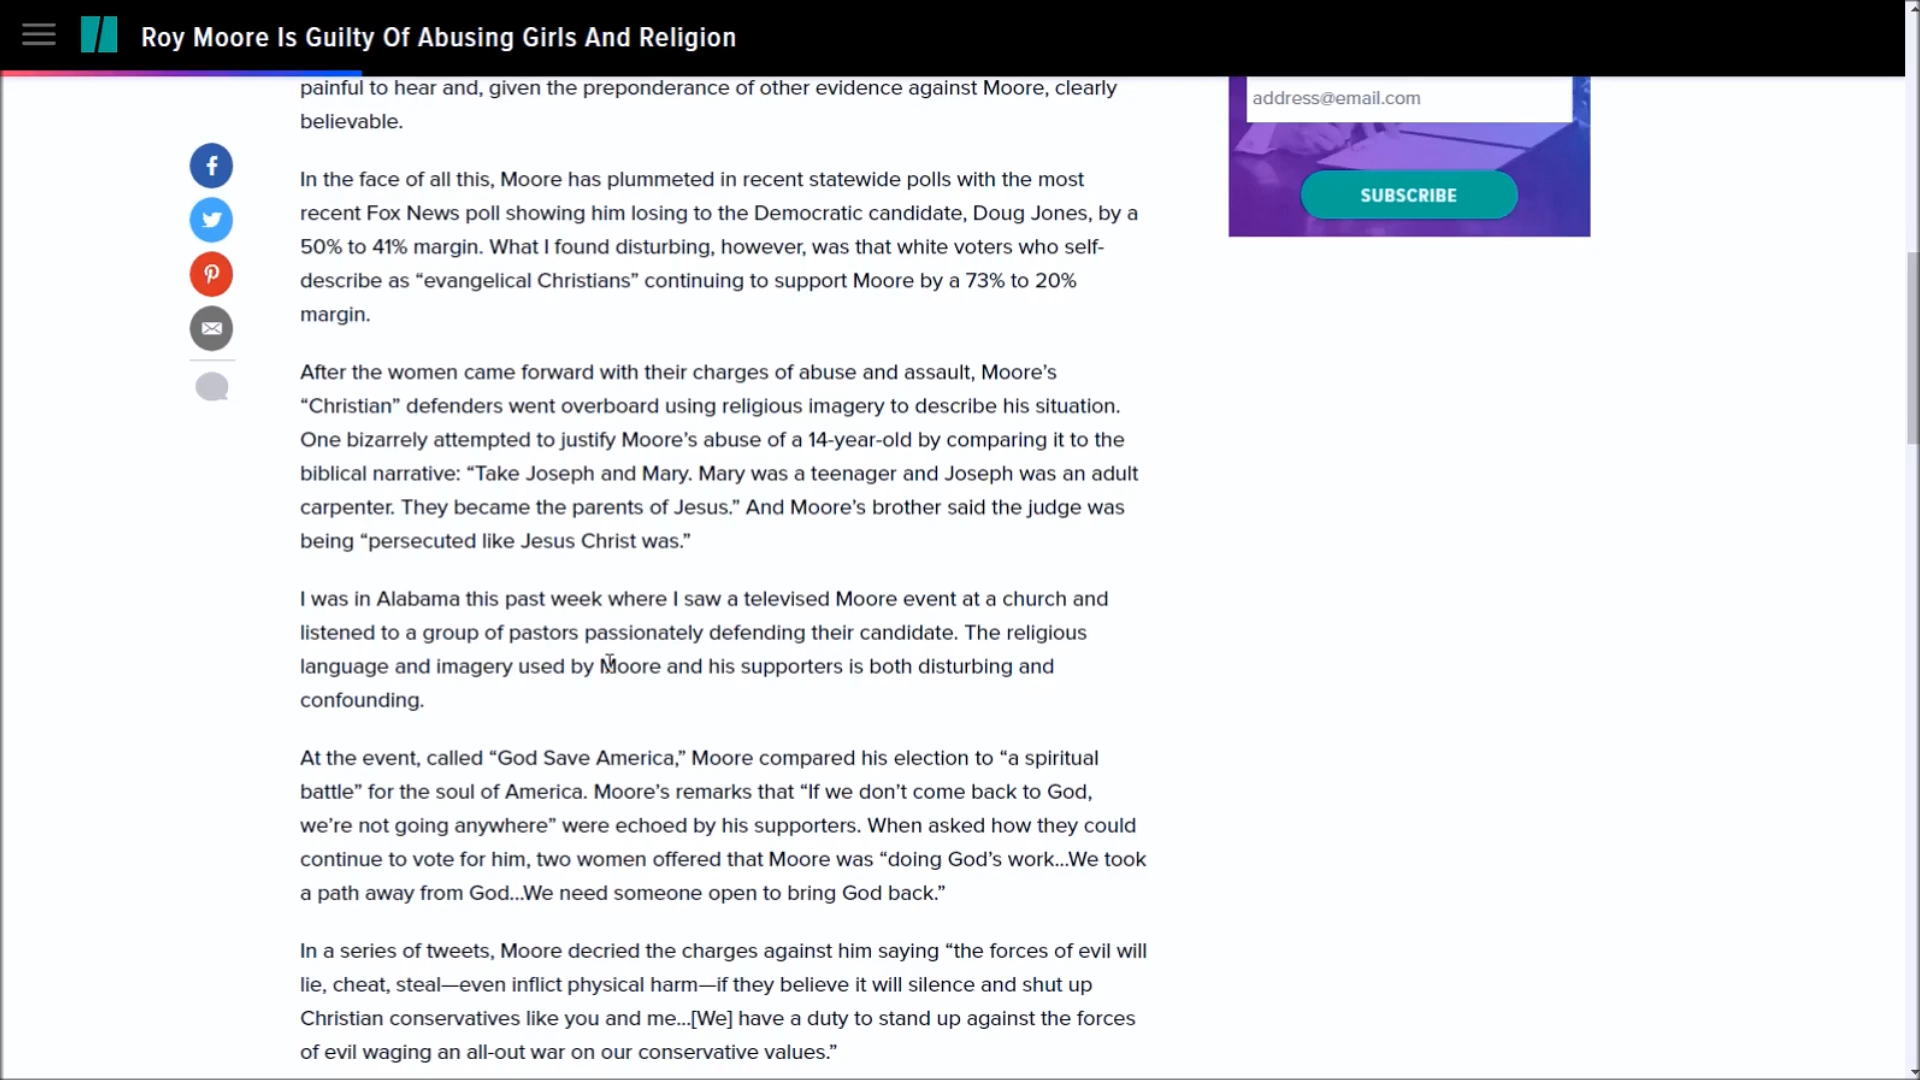 Roy Moore Is Guilty Of Abusing Girls And Religion
painful to hear and, given the preponderance of other evidence against Moore, clearly
believable.
address@email.com
SUBSCRIBE
In the face of all this, Moore has plummeted in recent statewide polls with the most
recent Fox News poll showing him losing to the Democratic candidate, Doug Jones, by a
50% to 41% margin. What I found disturbing, however, was that white voters who self-
describe as “evangelical Christians” continuing to support Moore by a 73% to 20%
margin.
After the women came forward with their charges of abuse and assault, Moore’s
“Christian” defenders went overboard using religious imagery to describe his situation.
One bizarrely attempted to justify Moore’s abuse of a 14-year-old by comparing it to the
biblical narrative: “Take Joseph and Mary. Mary was a teenager and Joseph was an adult
carpenter. They became the parents of Jesus.” And Moore’s brother said the judge was
being “persecuted like Jesus Christ was.”
I was in Alabama this past week where I saw a televised Moore event at a church and
listened to a group of pastors passionately defending their candidate. The religious
language and imagery used by Moore and his supporters is both disturbing and
confounding.
At the event, called “God Save America,” Moore compared his election to “a spiritual
battle” for the soul of America. Moore’s remarks that “If we don’t come back to God,
we’re not going anywhere” were echoed by his supporters. When asked how they could
continue to vote for him, two women offered that Moore was “doing God’s work...We took
a path away from God...We need someone open to bring God back.”
In a series of tweets, Moore decried the charges against him saying “the forces of evil will
lie, cheat, steal—even inflict physical harm—if they believe it will silence and shut up
Christian conservatives like you and me...[We] have a duty to stand up against the forces
of evil waging an all-out war on our conservative values.”